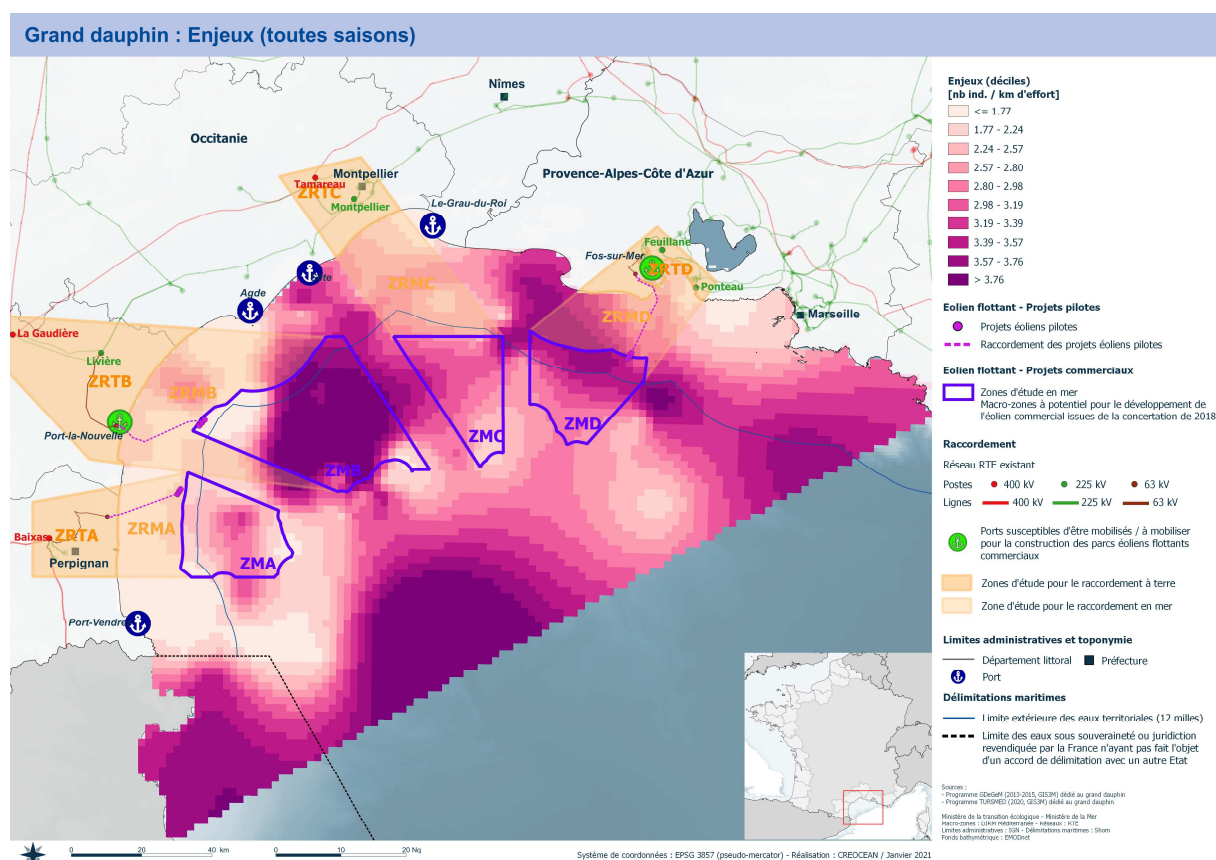 Grand dauphin : Enjeux (toutes saisons)
Nîmes
Occitanie
Montpellier
Tamareau
ZRTC
Montpellier
Provence-Alpes-Côte d'Azur
Le-Grau-du-Roi
Feuillane
Fos-sur-Mer
ZRTD
Ponteau
ZRMC
Agde
ZRMD
Marseille
La Gaudière
Livière
ZRTB
ZRMB
Port-la-Nouvelle
ZMC
ZMD
ZMB
Baixas
ZRTA
ZRMA
Perpignan
ZMA
Port-Vendre
Enjeux (déciles)
[nb ind. / km d'effort]
<= 1.77
1.77 - 2.24
2.24 - 2.57
2.57 - 2.80
2.80 - 2.98
2.98 - 3.19
3.19 - 3.39
3.39 - 3.57
3.57 - 3.76
> 3.76
Eolien flottant - Projets pilotes
Projets éoliens pilotes
Raccordement des projets éoliens pilotes
Eolien flottant - Projets commerciaux
Zones d'étude en mer
Macro-zones à potentiel pour le développement de
l'éolien commercial issues de la concertation de 2018
Raccordement
Réseau RTE existant
Postes 400 kV 225 kV 63 kV
Lignes 400 kV 225 kV 63 kV
Ports susceptibles d'être mobilisés / à mobiliser
pour la construction des parcs éoliens flottants
commerciaux
Zones d'étude pour le raccordement à terre
Zone d'étude pour le raccordement en mer
Limites administratives et toponymie
Département littoral Préfecture
Port
Délimitations maritimes
Limite extérieure des eaux territoriales (12 milles)
Limite des eaux sous souveraineté ou juridiction
revendiquée par la France n'ayant pas fait l'objet
d'un accord de délimitation avec un autre Etat
Sources :
- Programme GDeGeM (2013-2015, GIS3M) dédié au grand dauphin
- Programme TURSMED (2020, GIS3M) dédié au grand dauphin
Ministère de la transition écologique - Ministère de la Mer
Macro-zones : DIRM Méditerranée - Réseaux : RTE
Limites administratives : IGN - Délimitations maritimes : Shom
Fonds bathymétrique : EMODnet
0 20 40 km
0 10 20 Nq
Système de coordonnées : EPSG 3857 (pseudo-mercator) - Réalisation : CREOCEAN / Janvier 2021